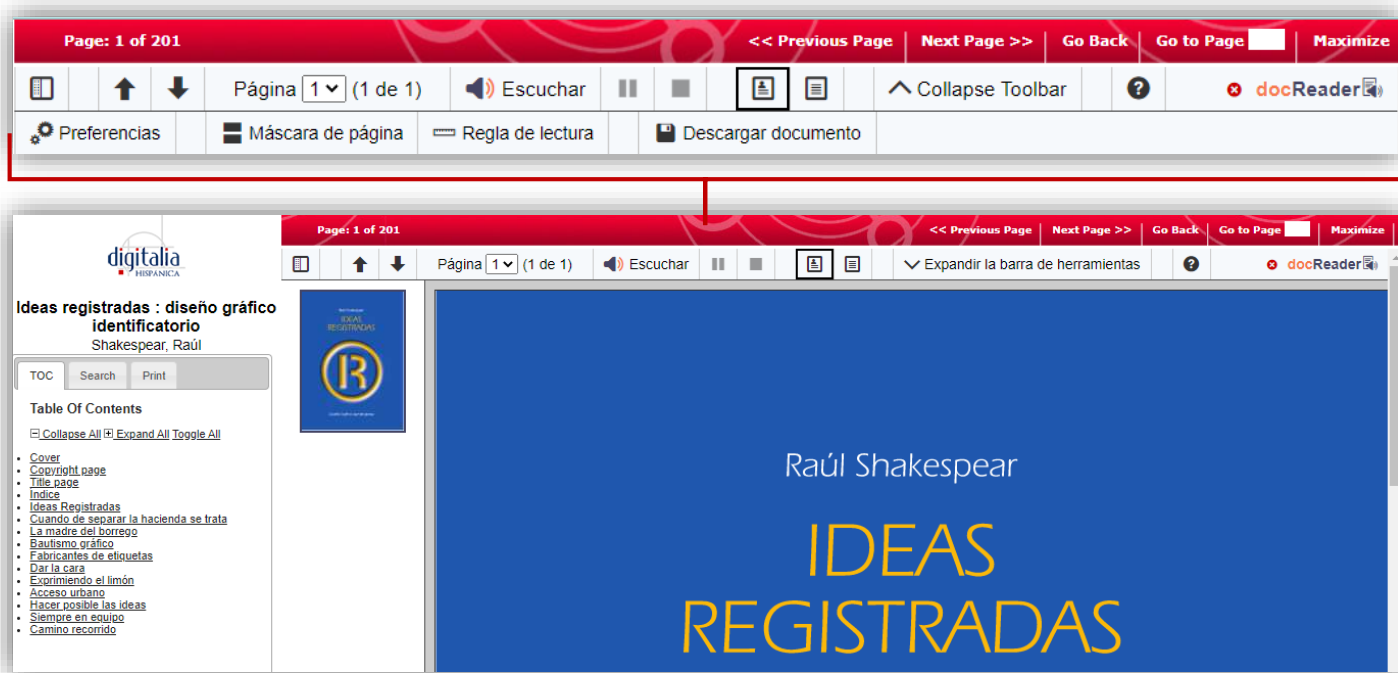 Page: 1 of 201 << Previous Page Next Page >> Go Back Go to Page Maximize
Página 1 (1 de 1) Escuchar Collapse Toolbar ? docReader
Preferencias Máscara de página Regla de lectura Descargar documento
digitalia
HISPANICA
Ideas registradas : diseño gráfico
identificatorio
Shakespear, Raúl
TOC Search Print
Table Of Contents
Collapse All Expand All Toggle All
Cover
Copyright page
Title page
Indice
Ideas Registradas
Cuando de separar la hacienda se trata
La madre del borrego
Bautismo gráfico
Fabricantes de etiquetas
Dar la cara
Exprimiendo el limón
Acceso urbano
Hacer posible las ideas
Siempre en equipo
Camino recorrido
Page: 1 of 201 << Previous Page Next Page >> Go Back Go to Page Maximize
Página 1 (1 de 1) Escuchar Expandir la barra de herramientas ? docReader
IDEAS
REGISTRADAS
R
Raúl Shakespear
IDEAS
REGISTRADAS